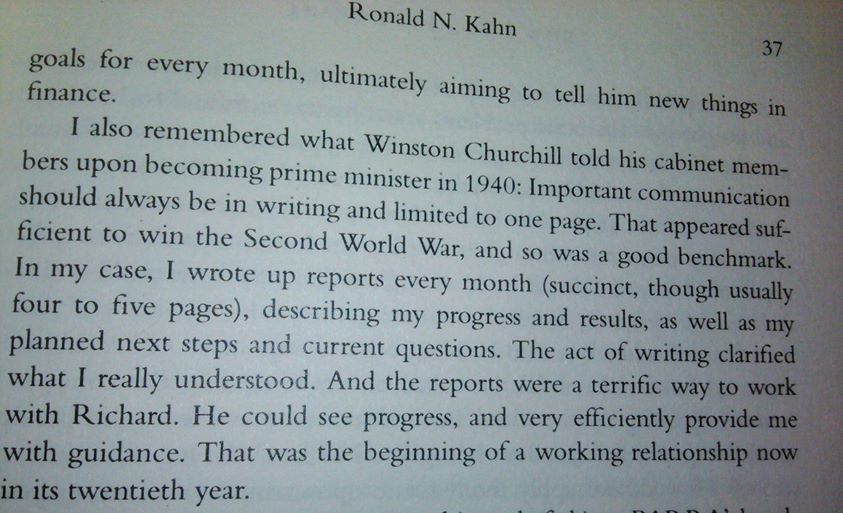 Ronald N. Kahn
37
goals for every month, ultimately aiming to tell him new things in
finance.
I also remembered what Winston Churchill told his cabinet mem-
bers upon becoming prime minister in 1940: Important communication
should always be in writing and limited to one page. That appeared suf-
ficient to win the Second World War, and so was a good benchmark.
In my case, I wrote up reports every month (succinct, though usually
four to five pages), describing my progress and results, as well as my
planned next steps and current questions. The act of writing clarified
what I really understood. And the reports were a terrific way to work
with Richard. He could see progress, and very efficiently provide me
with guidance. That was the beginning of a working relationship now
in its twentieth year.